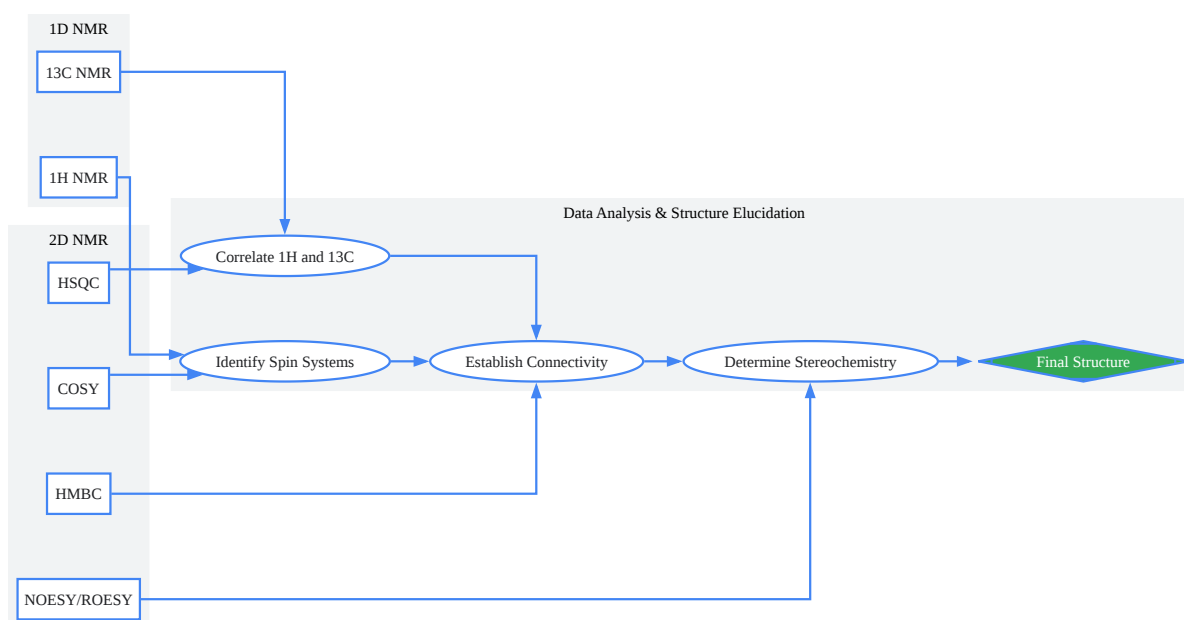 1D NMR
13C NMR
1H NMR
2D NMR
HSQC
COSY
HMBC
NOESY/ROESY
Data Analysis & Structure Elucidation
Correlate 1H and 13C
Identify Spin Systems
Establish Connectivity
Determine Stereochemistry
Final Structure